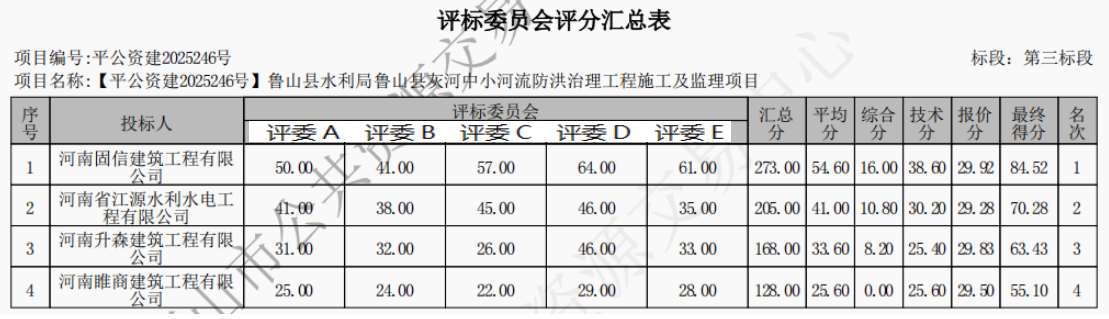 评标委员会评分汇总表
项目编号:平公资建2025246号 标段：第三标段
项目名称:【平公资建2025246号】鲁山县水利局鲁山县灰河中小河流防洪治理工程施工及监理项目
序号 投标人 评标委员会 汇总分 平均分 综合分 技术分 报价分 最终得分 名次
评委A 评委B 评委C 评委D 评委E
1 河南固信建筑工程有限公司 50.00 41.00 57.00 64.00 61.00 273.00 54.60 16.00 38.60 29.92 84.52 1
2 河南省江源水利水电工程有限公司 41.00 38.00 45.00 46.00 35.00 205.00 41.00 10.80 30.20 29.28 70.28 2
3 河南升森建筑工程有限公司 31.00 32.00 26.00 46.00 33.00 168.00 33.60 8.20 25.40 29.83 63.43 3
4 河南睢商建筑工程有限公司 25.00 24.00 22.00 29.00 28.00 128.00 25.60 0.00 25.60 29.50 55.10 4